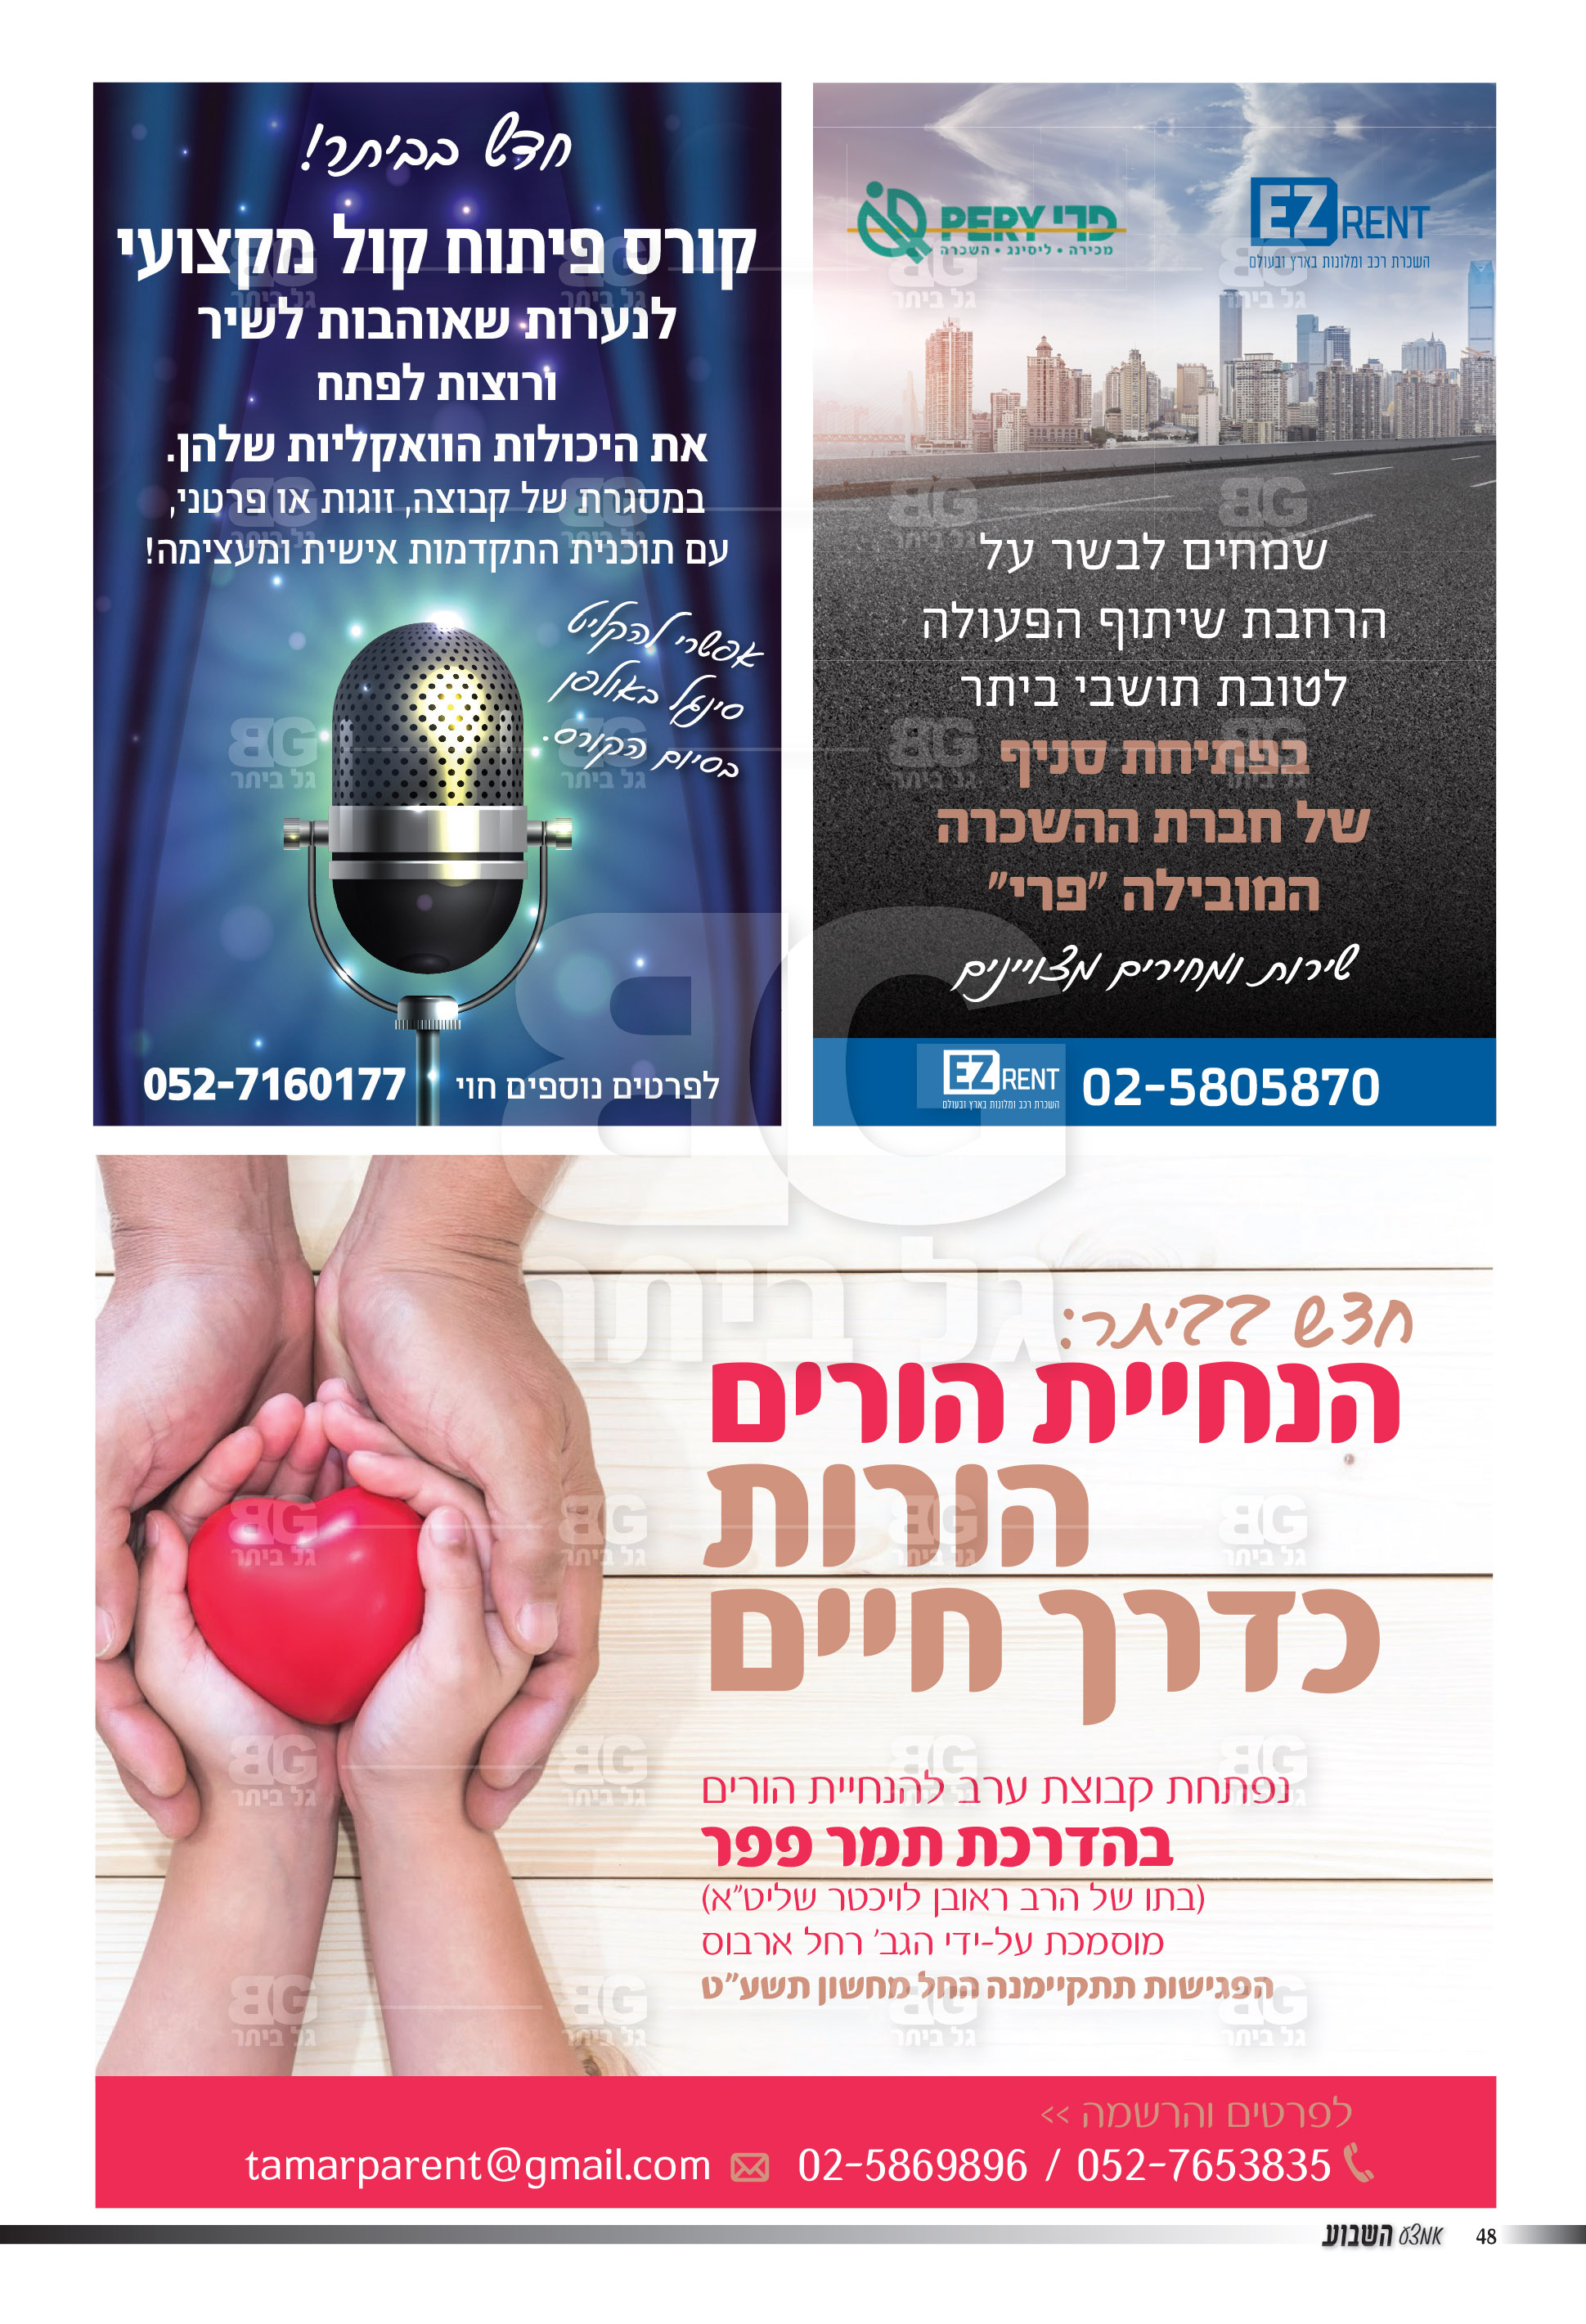 PERY פרי
מכירה • ליסינג • השכרה
EZ RENT
השכרת רכב ומלונות בארץ ובעולם
שמחים לבשר על
הרחבת שיתוף הפעולה
לטובת תושבי ביתר
בפתיחת סניף
של חברת ההשכרה
המובילה "פרי"
שירות ומחירים מצויינים
02-5805870
EZ RENT
השכרת רכב ומלונות בארץ ובעולם
חדש בביתר!
קורס פיתוח קול מקצועי
לנערות שאוהבות לשיר
ורוצות לפתח
את היכולות הוואקליות שלהן.
במסגרת של קבוצה, זוגות או פרטני,
עם תוכנית התקדמות אישית ומעצימה!
אפשרי להקליט
סינגל באולפן
בסיום הקורס.
לפרטים נוספים חוי 052-7160177
חדש בביתר:
הנחיית הורים
הורות
כדרך חיים
נפתחת קבוצת ערב להנחיית הורים
בהדרכת תמר פפר
(בתו של הרב ראובן לויכטר שליט"א)
מוסמכת על-ידי הגב' רחל ארבוס
הפגישות תתקיימנה החל מחשון תשע"ט
לפרטים והרשמה >>
02-5869896 / 052-7653835 tamarparent@gmail.com
BG
גל ביתר
48 אמצע השבוע